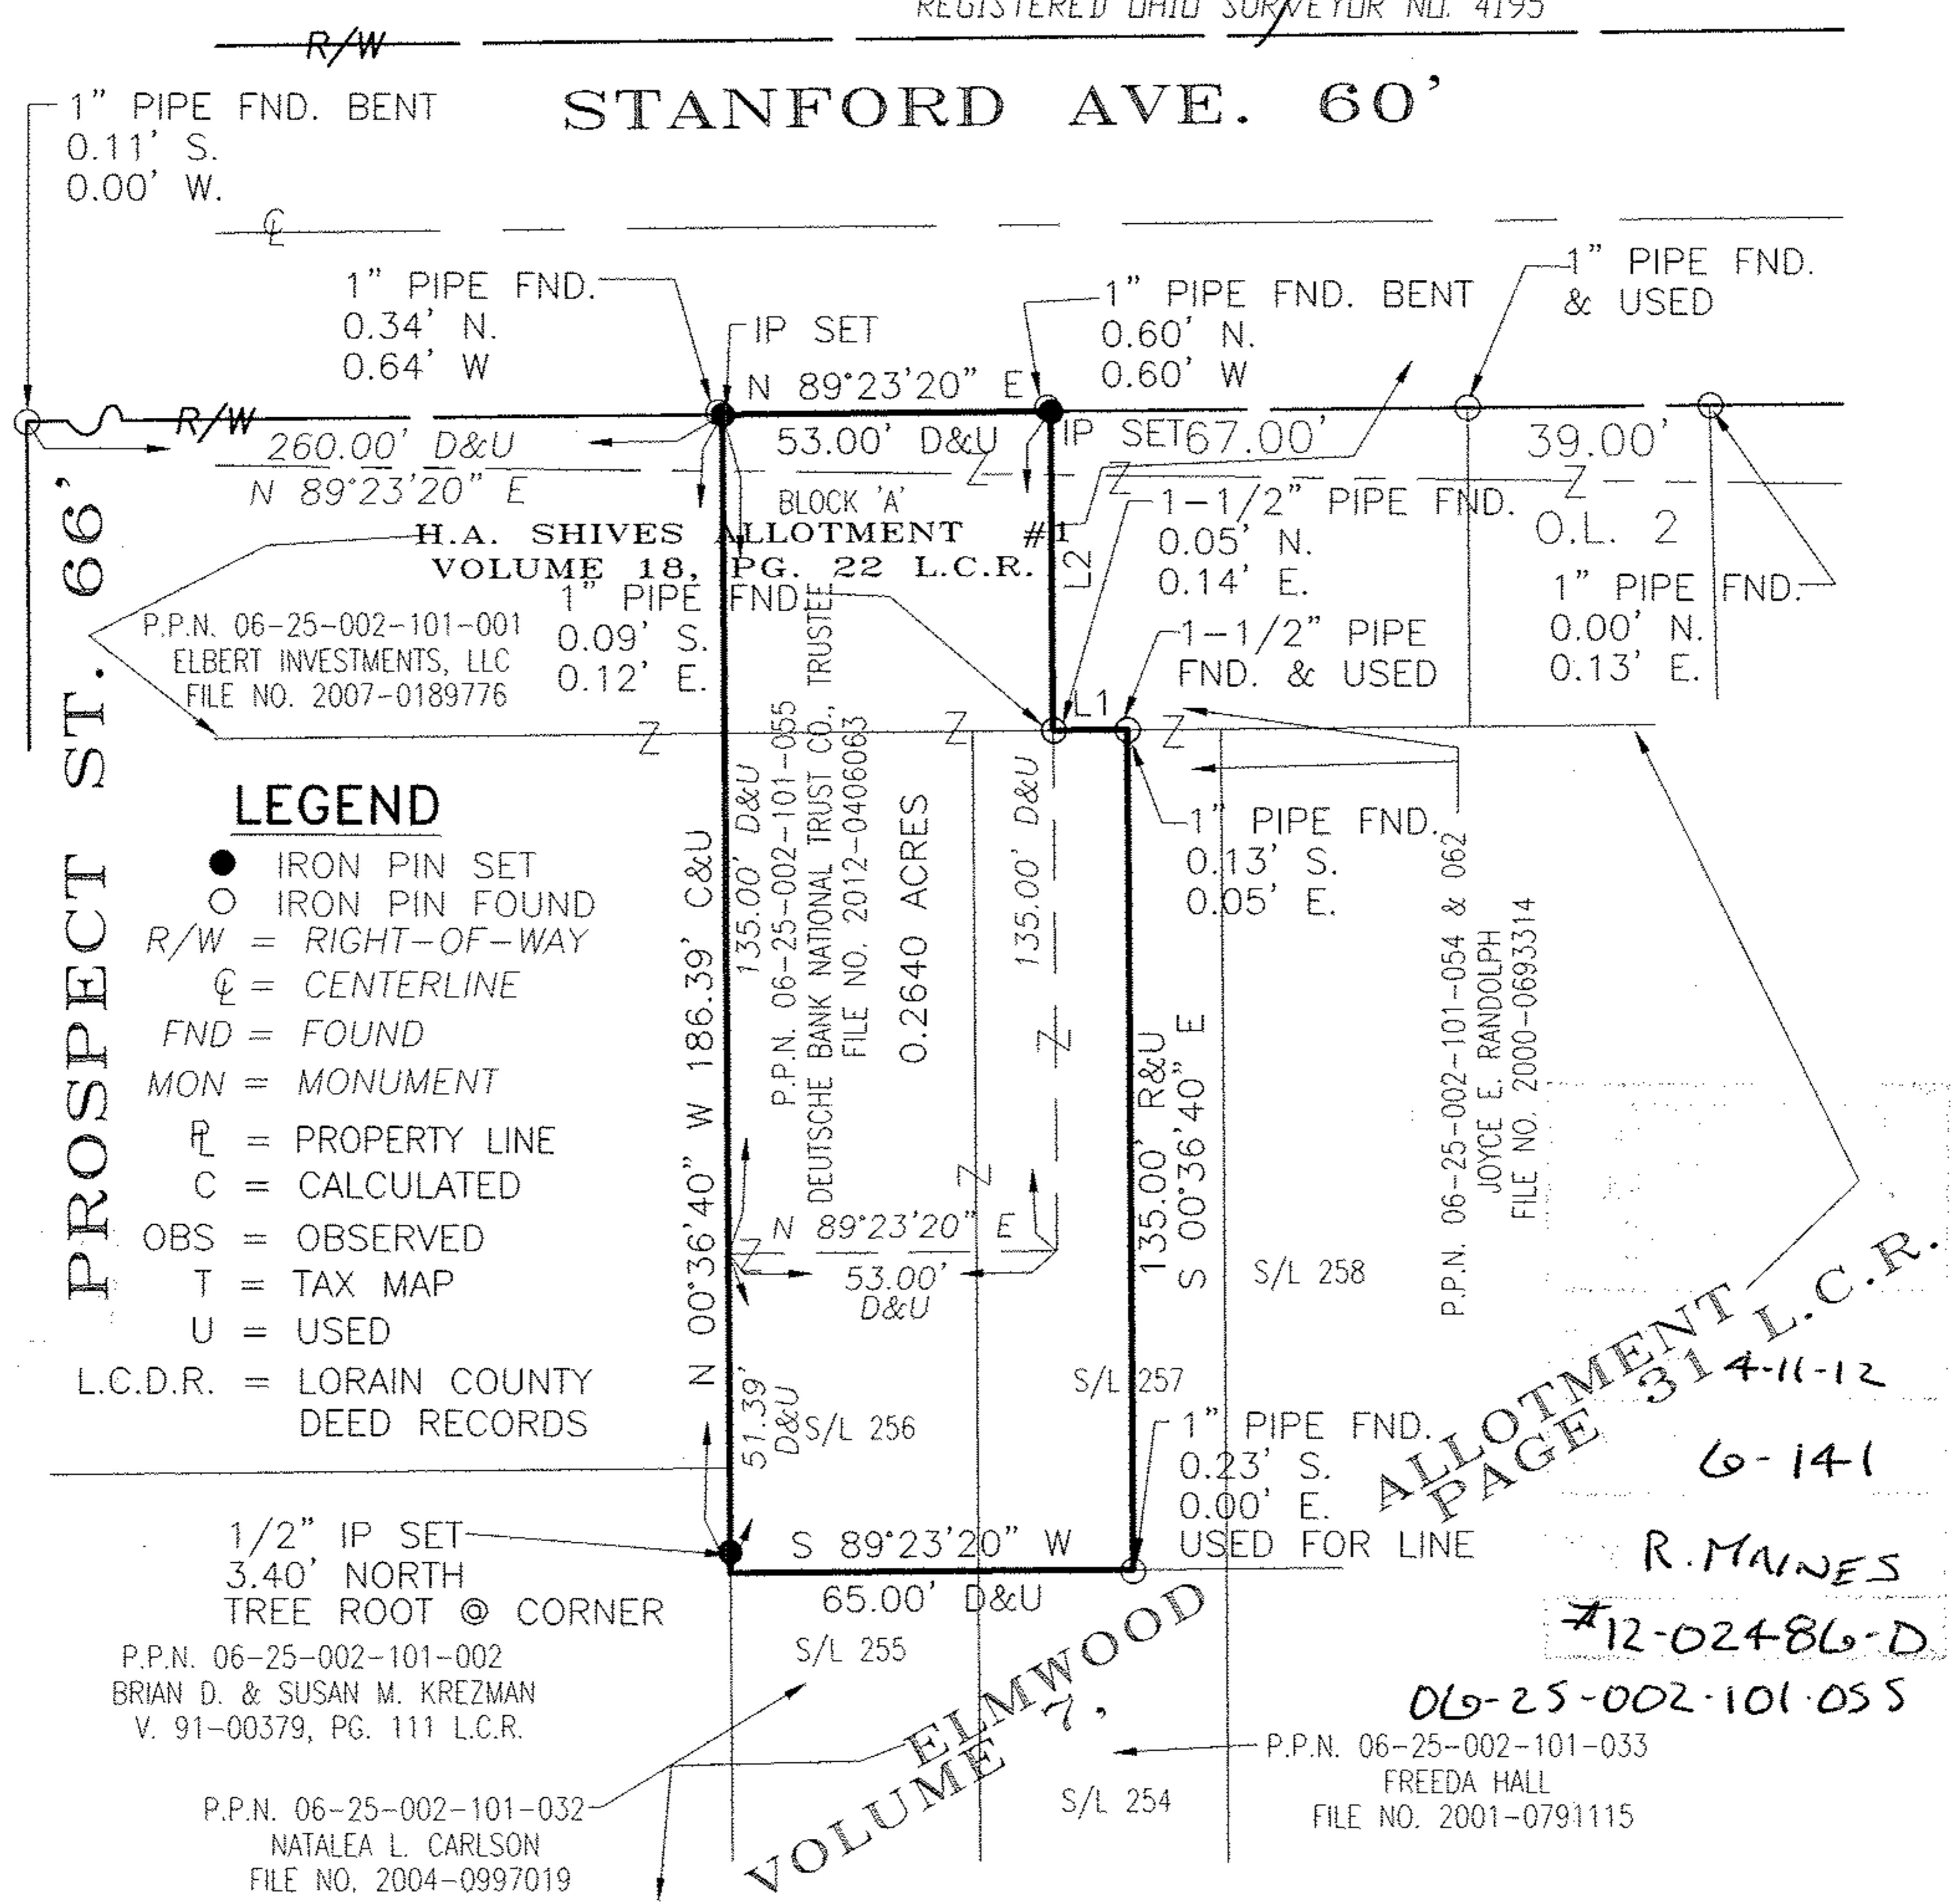 REGISTERED OHIO SURVEYOR NO. 4195
R/W
STANFORD AVE. 60'
1" PIPE FND. BENT
0.11' S.
0.00' W.
℄
1" PIPE FND.
0.34' N.
0.64' W
IP SET
N 89°23'20" E
53.00' D&U
1" PIPE FND. BENT
0.60' N.
0.60' W
1" PIPE FND.
& USED
R/W
260.00' D&U
N 89°23'20" E
IP SET
67.00'
39.00'
BLOCK 'A'
H.A. SHIVES ALLOTMENT #1
VOLUME 18, PG. 22 L.C.R.
L2
1-1/2" PIPE FND.
0.05' N.
0.14' E.
O.L. 2
1" PIPE FND.
0.00' N.
0.13' E.
1" PIPE FND.
0.09' S.
0.12' E.
1-1/2" PIPE
FND. & USED
L1
P.P.N. 06-25-002-101-001
ELBERT INVESTMENTS, LLC
FILE NO. 2007-0189776
PROSPECT ST. 66'
LEGEND
● IRON PIN SET
○ IRON PIN FOUND
R/W = RIGHT-OF-WAY
℄ = CENTERLINE
FND = FOUND
MON = MONUMENT
PL = PROPERTY LINE
C = CALCULATED
OBS = OBSERVED
T = TAX MAP
U = USED
L.C.D.R. = LORAIN COUNTY
DEED RECORDS
N 00°36'40" W 186.39' C&U
135.00' D&U
P.P.N. 06-25-002-101-055
DEUTSCHE BANK NATIONAL TRUST CO., TRUSTEE
FILE NO. 2012-0406063
0.2640 ACRES
135.00' D&U
1" PIPE FND.
0.13' S.
0.05' E.
135.00' R&U
S 00°36'40" E
P.P.N. 06-25-002-101-054 & 062
JOYCE E. RANDOLPH
FILE NO. 2000-0693314
N 89°23'20" E
53.00'
D&U
S/L 258
S/L 257
51.39'
D&U
S/L 256
1" PIPE FND.
0.23' S.
0.00' E.
USED FOR LINE
1/2" IP SET
3.40' NORTH
TREE ROOT @ CORNER
S 89°23'20" W
65.00' D&U
P.P.N. 06-25-002-101-002
BRIAN D. & SUSAN M. KREZMAN
V. 91-00379, PG. 111 L.C.R.
S/L 255
ELMWOOD ALLOTMENT
VOLUME 7, PAGE 31 L.C.R.
4-11-12
6-141
R. MAINES
#12-02486-D
06-25-002-101-055
P.P.N. 06-25-002-101-033
FREEDA HALL
FILE NO. 2001-0791115
S/L 254
P.P.N. 06-25-002-101-032
NATALEA L. CARLSON
FILE NO. 2004-0997019